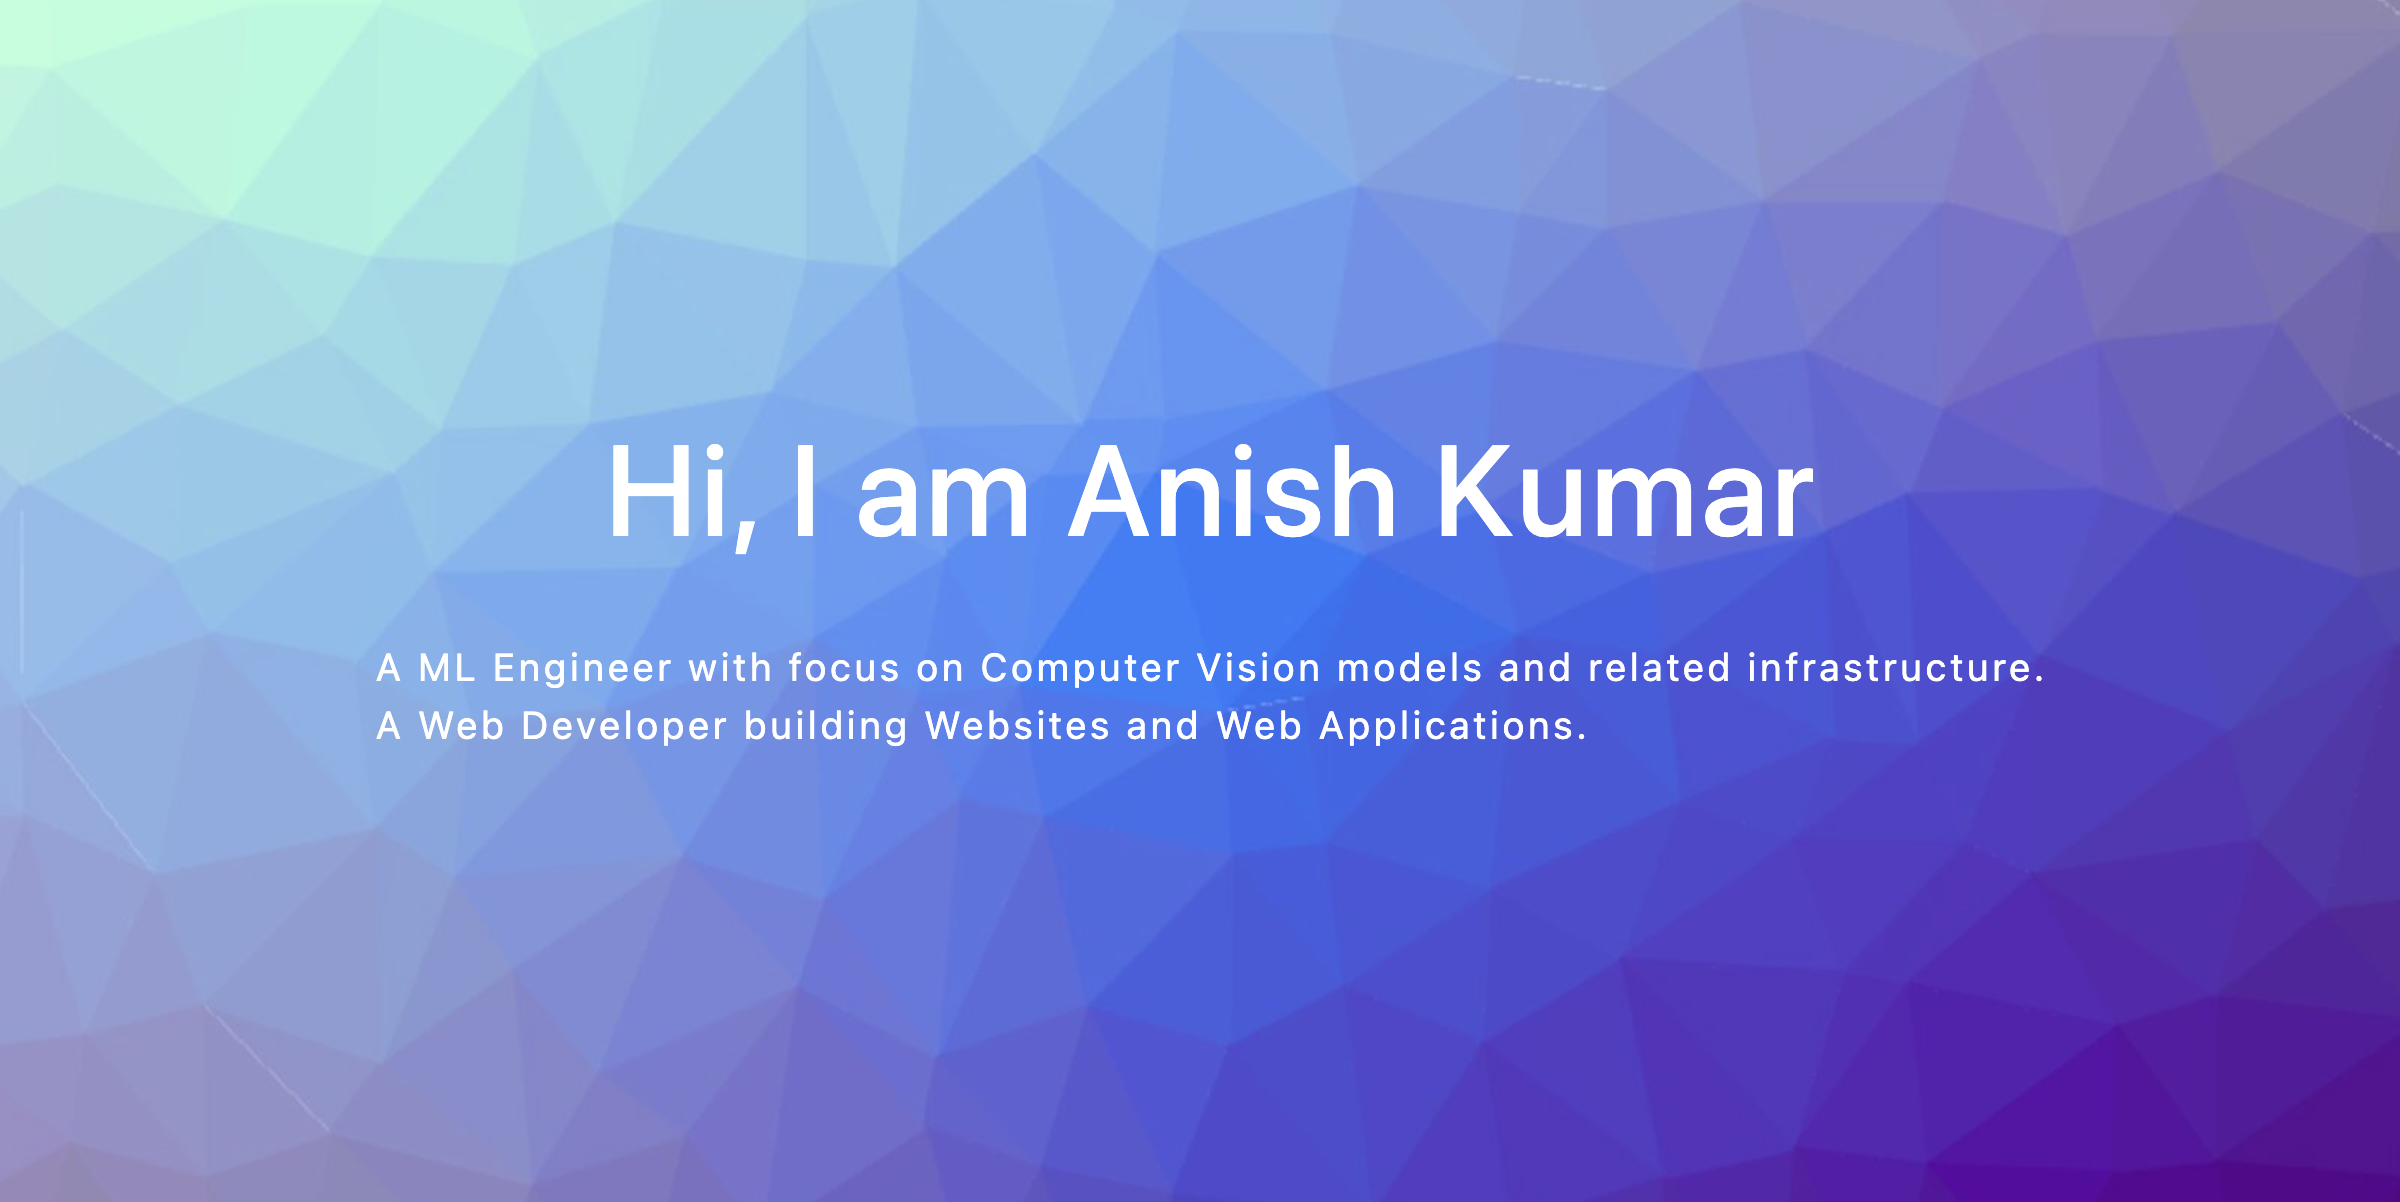 Hi, I am Anish Kumar
A ML Engineer with focus on Computer Vision models and related infrastructure.
A Web Developer building Websites and Web Applications.